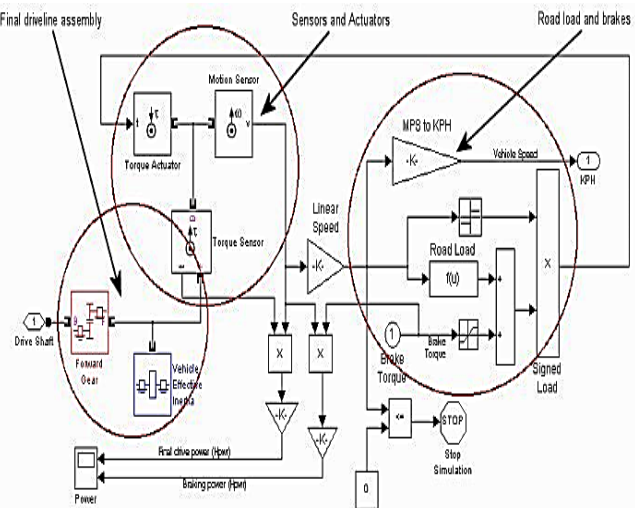 Final driveline assembly
Sensors and Actuators
Road load and brakes
Motion Sensor
ω
v
τ
t
Torque Actuator
MPS to KPH
-K-
Vehicle Speed
1
KPH
Linear
Speed
-K-
Torque Sensor
τ
Road Load
f(u)
+
+
X
Signed
Load
1
Drive Shaft
Forward
Gear
Vehicle
Effective
Inertia
X
X
1
Brake
Torque
Brake
Torque
-K-
-K-
<=
STOP
Stop
Simulation
0
Final drive power (Hpwr)
Braking power (Hpwr)
Power